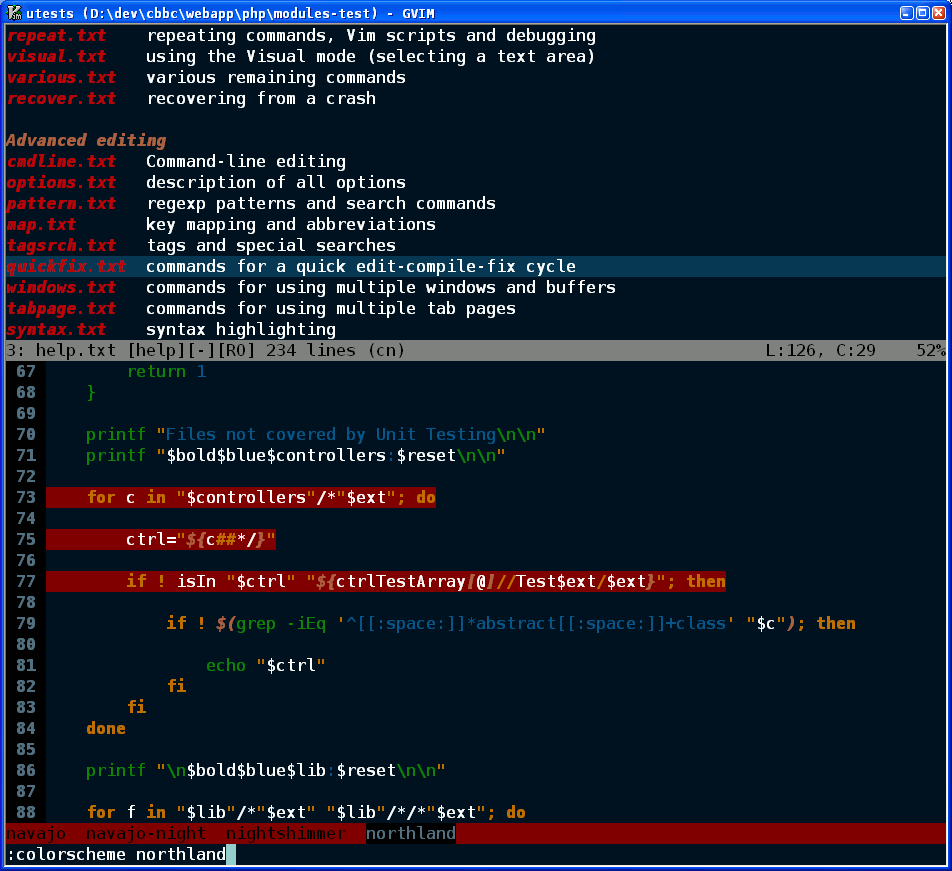 utests (D:\dev\cbbc\webapp\php\modules-test) - GVIM
repeat.txt repeating commands, Vim scripts and debugging
visual.txt using the Visual mode (selecting a text area)
various.txt various remaining commands
recover.txt recovering from a crash
Advanced editing
cmdline.txt Command-line editing
options.txt description of all options
pattern.txt regexp patterns and search commands
map.txt key mapping and abbreviations
tagsrch.txt tags and special searches
quickfix.txt commands for a quick edit-compile-fix cycle
windows.txt commands for using multiple windows and buffers
tabpage.txt commands for using multiple tab pages
syntax.txt syntax highlighting
3: help.txt [help][-][RO] 234 lines (cn) L:126, C:29 52%
67 return 1
68 }
69
70 printf "Files not covered by Unit Testing\n\n"
71 printf "$bold$blue$controllers:$reset\n\n"
72
73 for c in "$controllers"/*"$ext"; do
74
75 ctrl="${c##*/}"
76
77 if ! isIn "$ctrl" "${ctrlTestArray[@]//Test$ext/$ext}"; then
78
79 if ! $(grep -iEq '^[[:space:]]*abstract[[:space:]]+class' "$c"); then
80
81 echo "$ctrl"
82 fi
83 fi
84 done
85
86 printf "\n$bold$blue$lib:$reset\n\n"
87
88 for f in "$lib"/*"$ext" "$lib"/*/*"$ext"; do
navajo navajo-night nightshimmer northland
:colorscheme northland